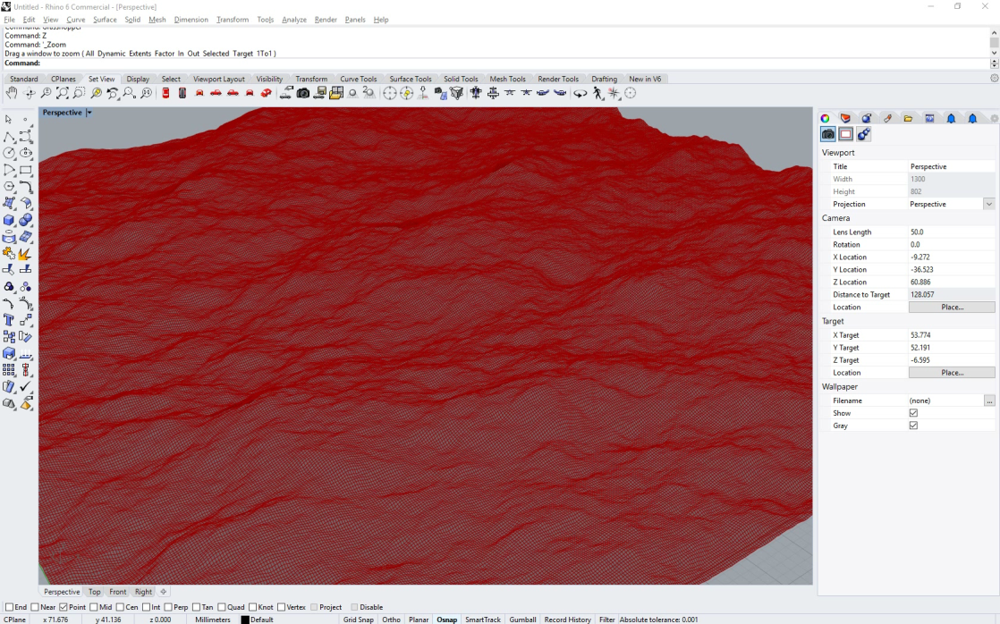 Untitled - Rhino 6 Commercial - [Perspective]
File Edit View Curve Surface Solid Mesh Dimension Transform Tools Analyze Render Panels Help
Command: Grasshopper
Command: Z
Command: '_Zoom
Drag a window to zoom ( All Dynamic Extents Factor In Out Selected Target 1To1 )
Command:
Standard CPlanes Set View Display Select Viewport Layout Visibility Transform Curve Tools Surface Tools Solid Tools Mesh Tools Render Tools Drafting New in V6
Perspective
Viewport
Title Perspective
Width 1300
Height 802
Projection Perspective
Camera
Lens Length 50.0
Rotation 0.0
X Location -9.272
Y Location -36.523
Z Location 60.886
Distance to Target 128.057
Location Place...
Target
X Target 53.774
Y Target 52.191
Z Target -6.595
Location Place...
Wallpaper
Filename (none) ...
Show
Gray
Perspective Top Front Right
End Near Point Mid Cen Int Perp Tan Quad Knot Vertex Project Disable
CPlane x 71.676 y 41.136 z 0.000 Millimeters Default Grid Snap Ortho Planar Osnap SmartTrack Gumball Record History Filter Absolute tolerance: 0.001